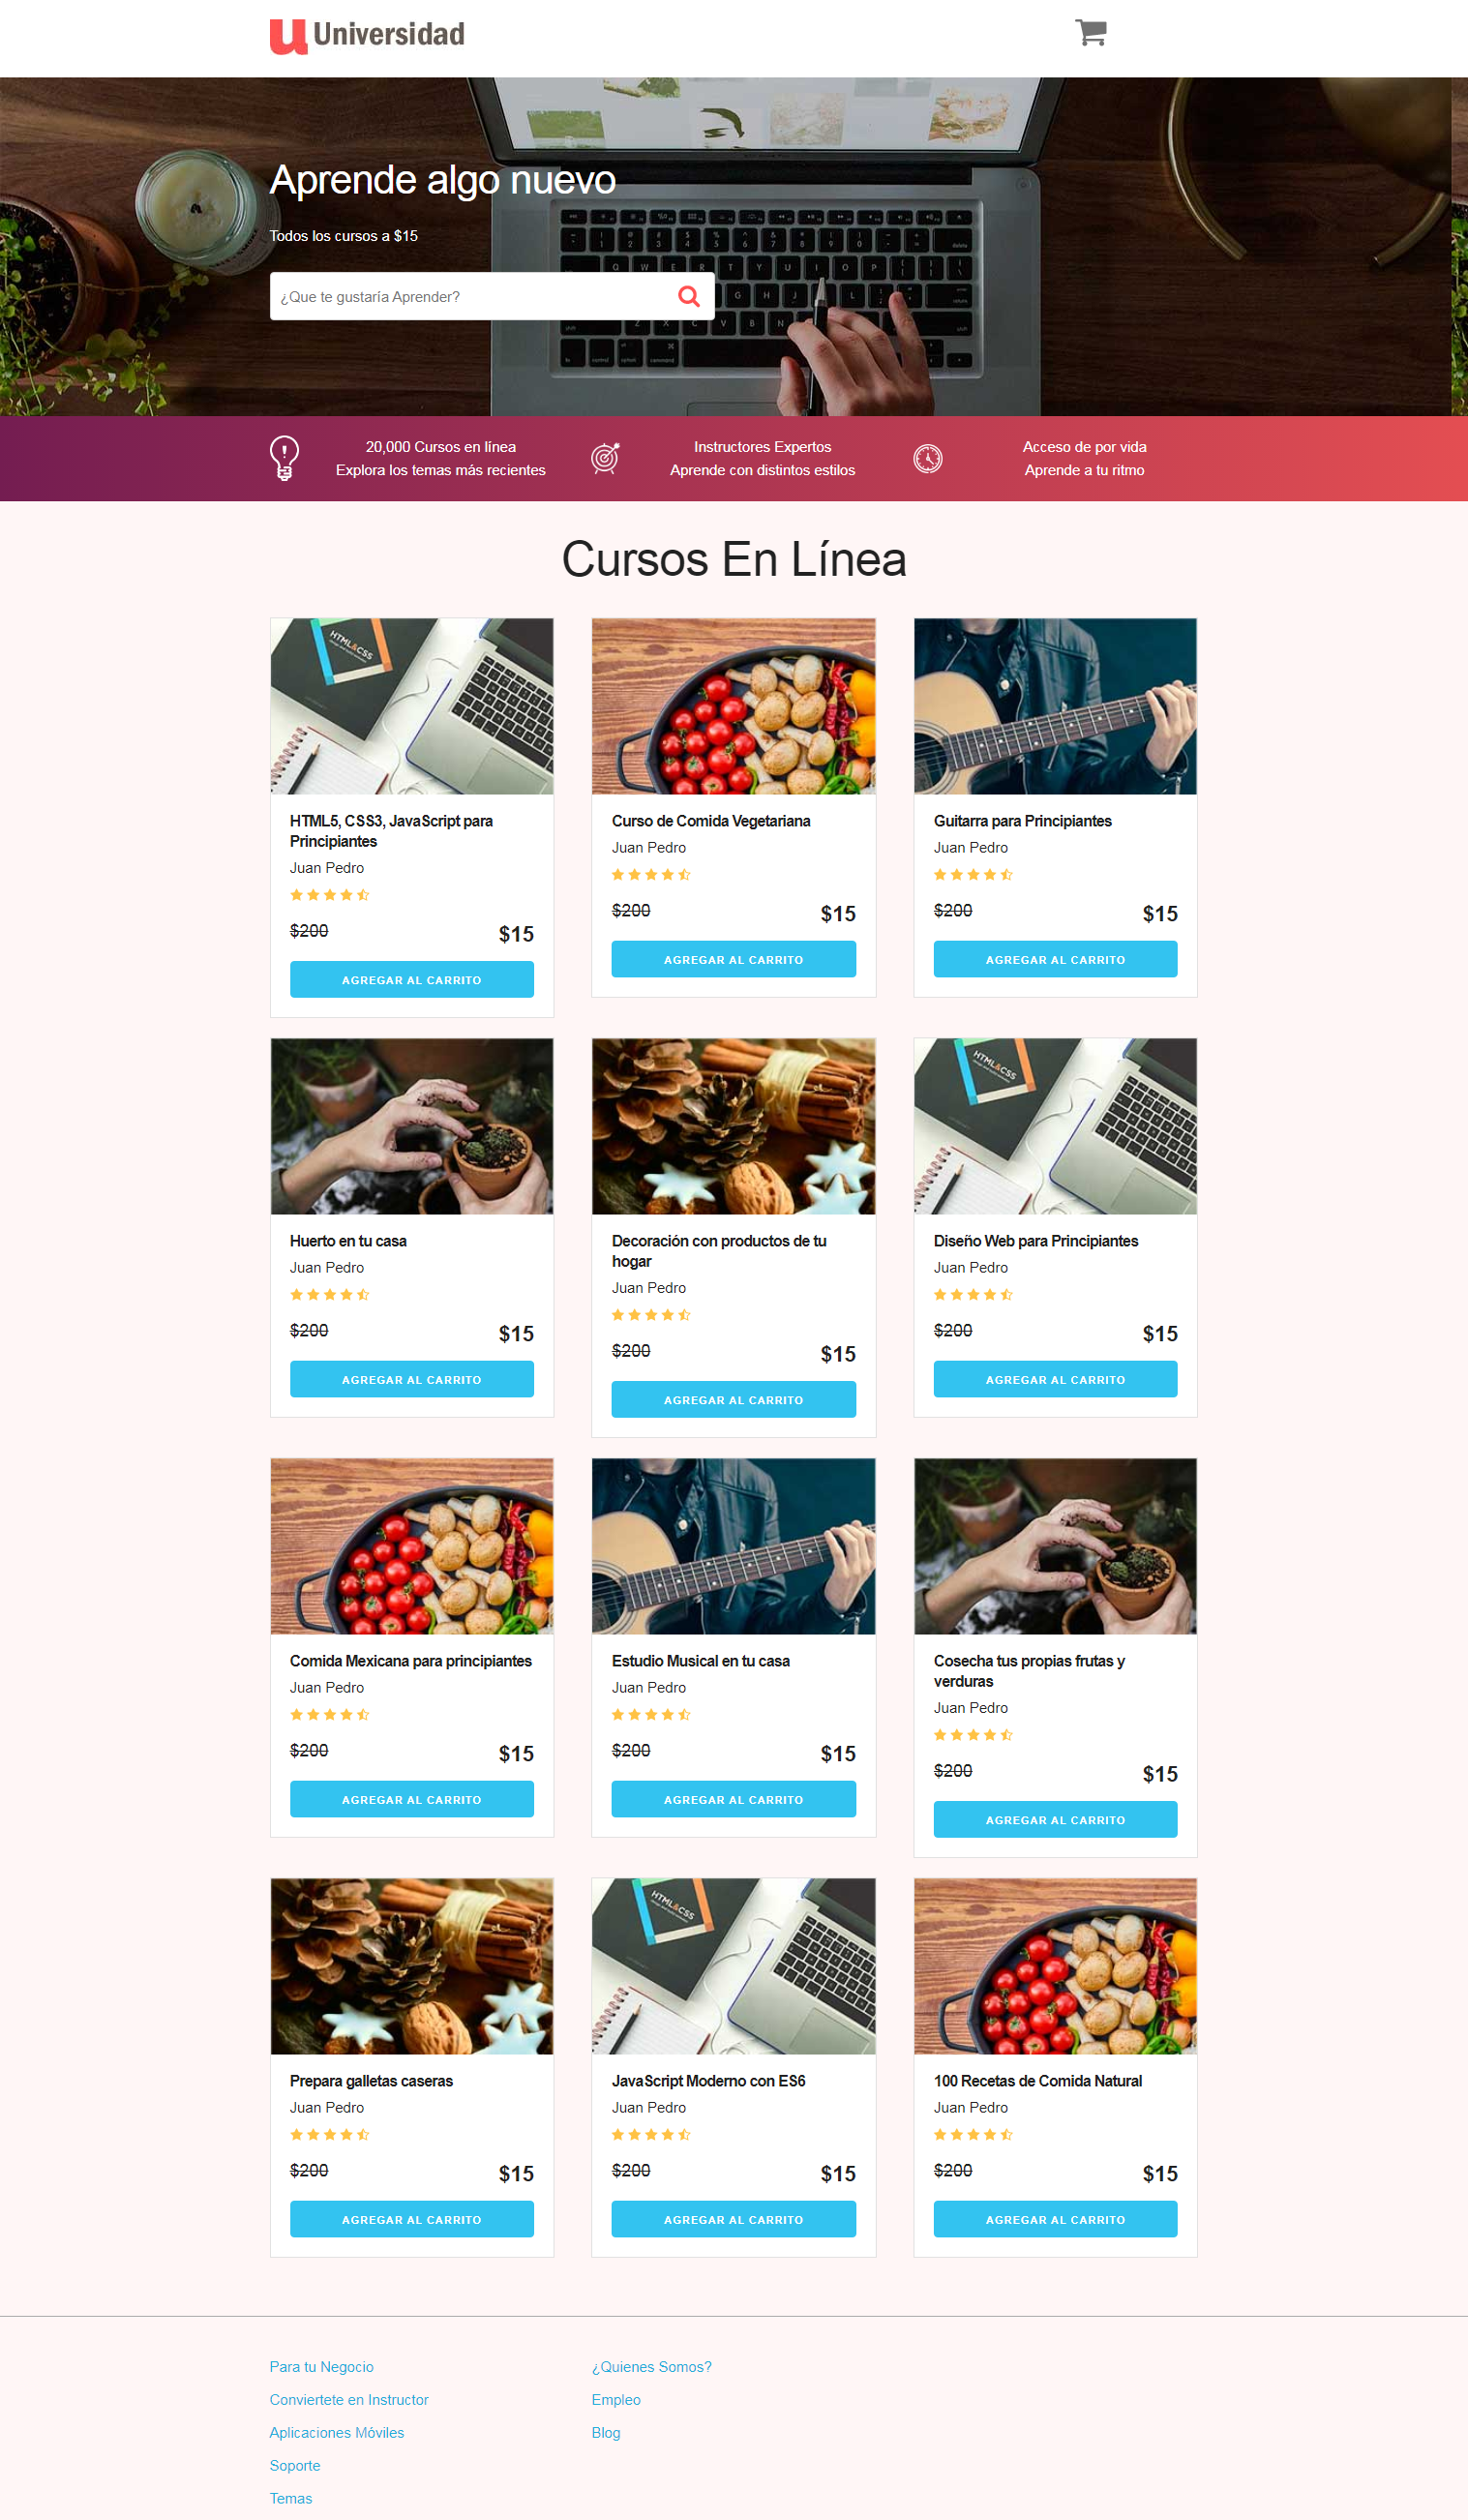 Universidad
Aprende algo nuevo
Todos los cursos a $15
¿Que te gustaría Aprender?
20,000 Cursos en línea
Explora los temas más recientes
Instructores Expertos
Aprende con distintos estilos
Acceso de por vida
Aprende a tu ritmo
Cursos En Línea
HTML&CSS
HTML5, CSS3, JavaScript para
Principiantes
Juan Pedro
$200 $15
AGREGAR AL CARRITO
Curso de Comida Vegetariana
Juan Pedro
$200 $15
AGREGAR AL CARRITO
Guitarra para Principiantes
Juan Pedro
$200 $15
AGREGAR AL CARRITO
Huerto en tu casa
Juan Pedro
$200 $15
AGREGAR AL CARRITO
Decoración con productos de tu
hogar
Juan Pedro
$200 $15
AGREGAR AL CARRITO
HTML&CSS
Diseño Web para Principiantes
Juan Pedro
$200 $15
AGREGAR AL CARRITO
Comida Mexicana para principiantes
Juan Pedro
$200 $15
AGREGAR AL CARRITO
Estudio Musical en tu casa
Juan Pedro
$200 $15
AGREGAR AL CARRITO
Cosecha tus propias frutas y
verduras
Juan Pedro
$200 $15
AGREGAR AL CARRITO
Prepara galletas caseras
Juan Pedro
$200 $15
AGREGAR AL CARRITO
HTML&CSS
JavaScript Moderno con ES6
Juan Pedro
$200 $15
AGREGAR AL CARRITO
100 Recetas de Comida Natural
Juan Pedro
$200 $15
AGREGAR AL CARRITO
Para tu Negocio
Conviertete en Instructor
Aplicaciones Móviles
Soporte
Temas
¿Quienes Somos?
Empleo
Blog